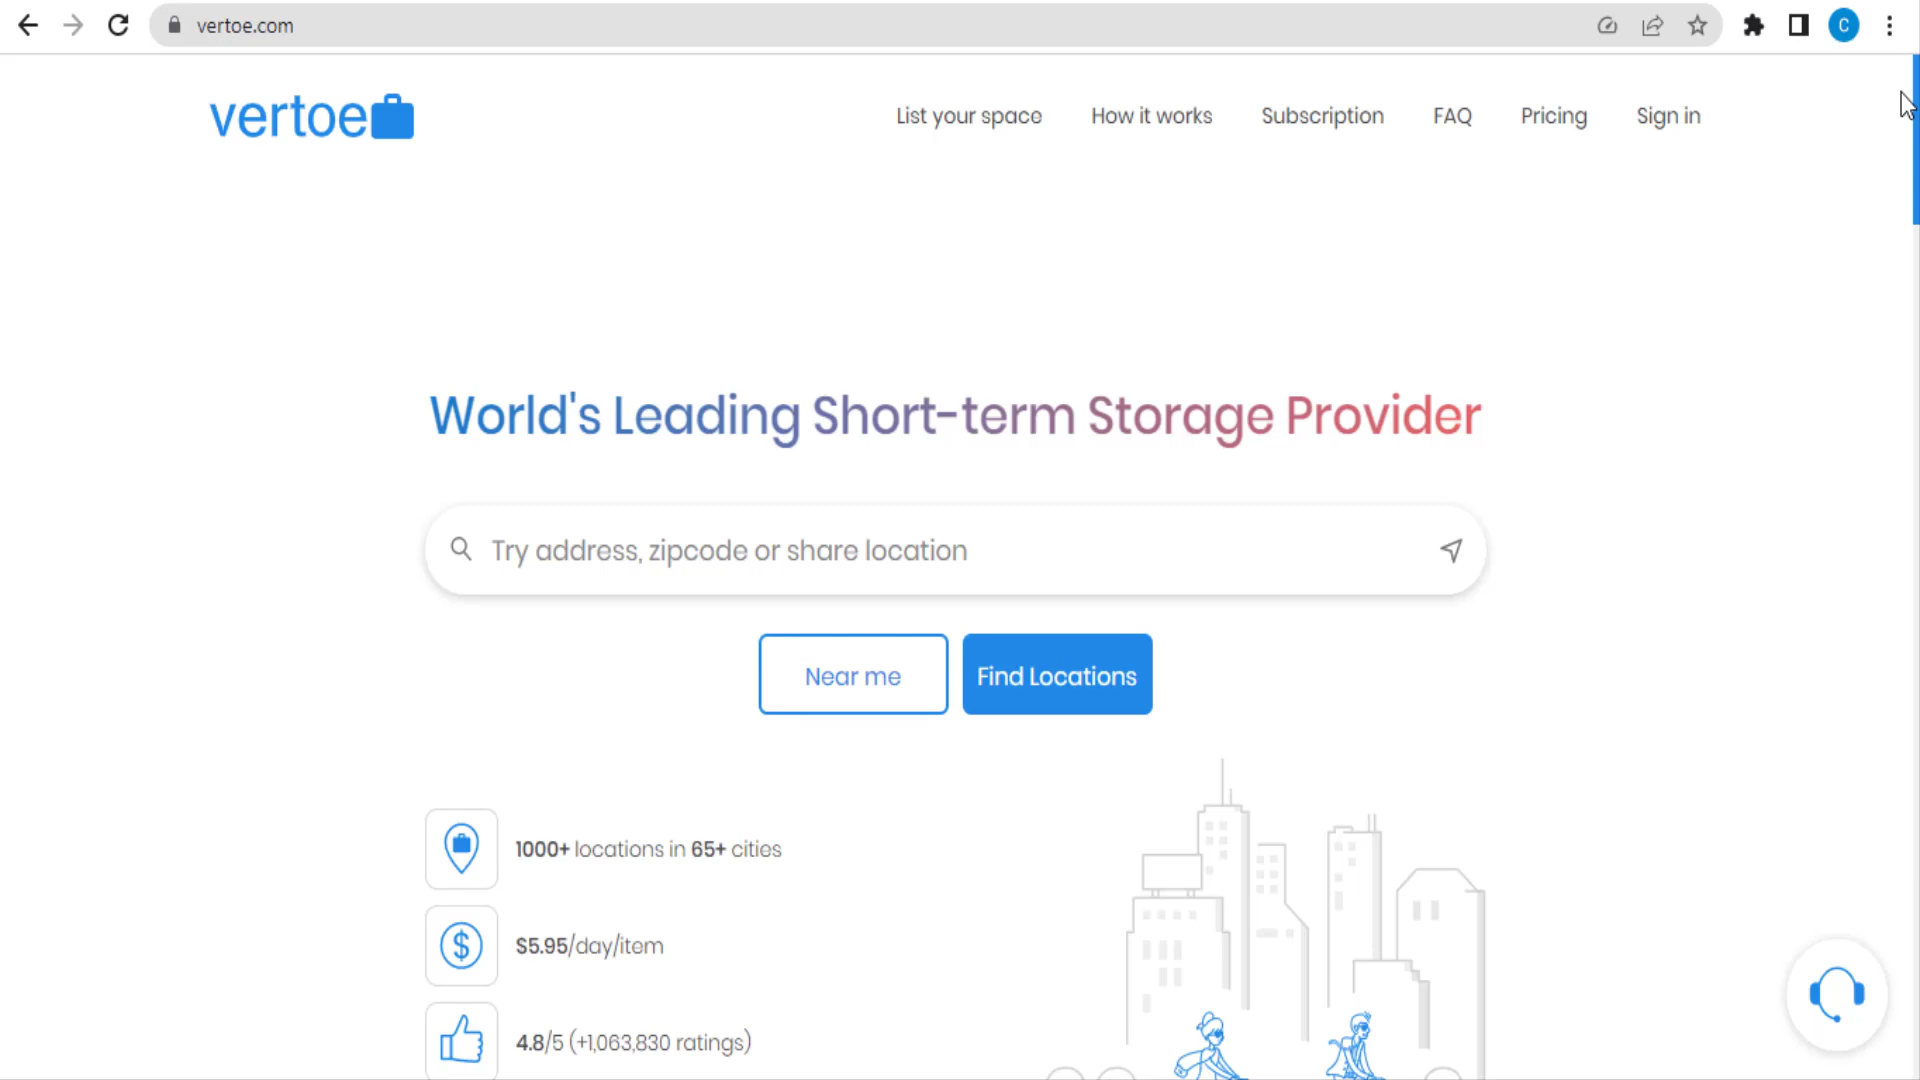 vertoe.com
C
vertoe
List your space
How it works
Subscription
FAQ
Pricing
Sign in
World's Leading Short-term Storage Provider
Try address, zipcode or share location
Near me
Find Locations
1000+ locations in 65+ cities
$
$5.95/day/item
4.8/5 (+1,063,830 ratings)